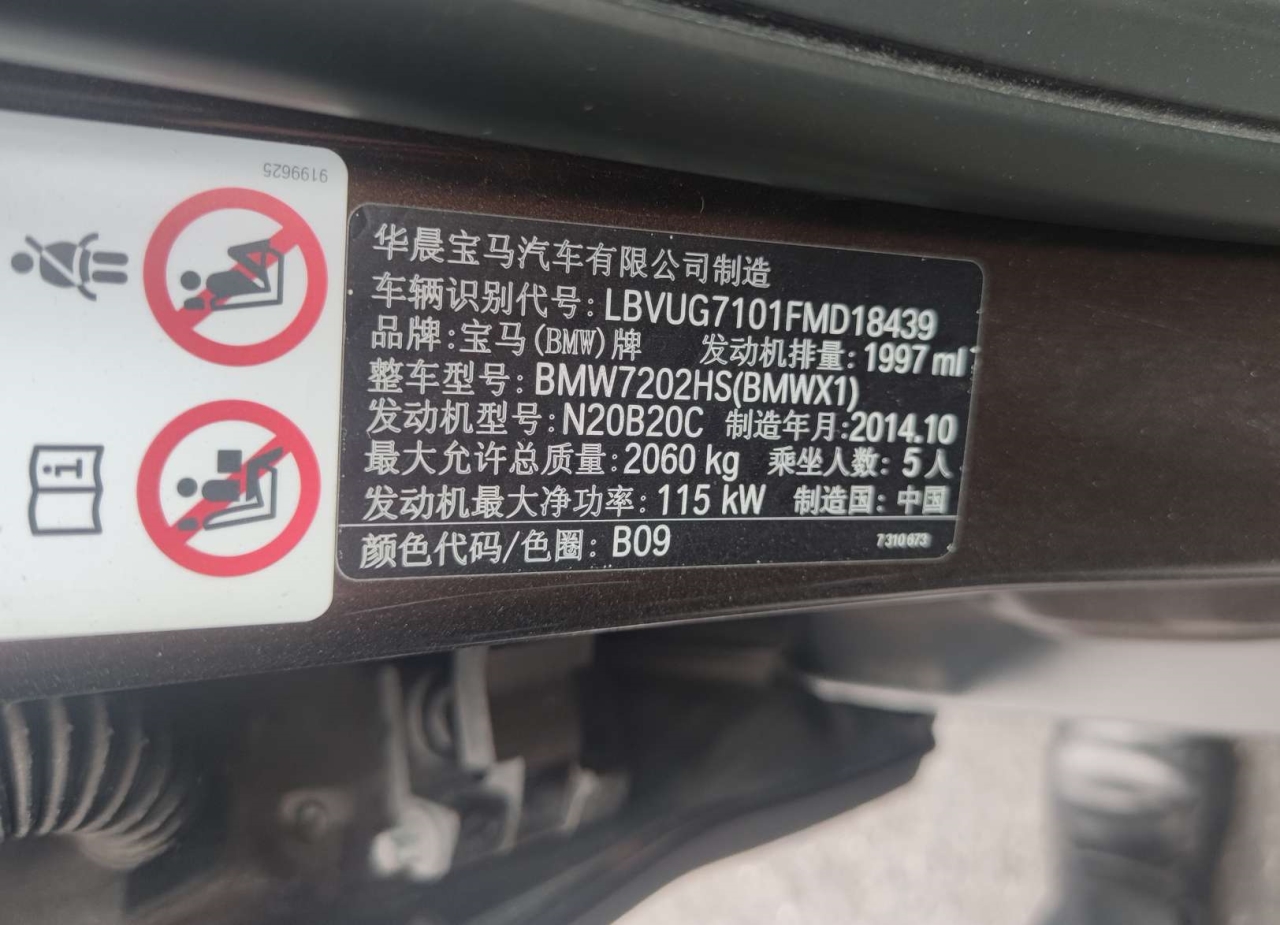 9199625
华晨宝马汽车有限公司制造
车辆识别代号: LBVUG7101FMD18439
品牌: 宝马(BMW)牌 发动机排量: 1997 ml
整车型号: BMW7202HS(BMWX1)
发动机型号: N20B20C 制造年月: 2014.10
最大允许总质量: 2060 kg 乘坐人数: 5人
发动机最大净功率: 115 kW 制造国: 中国
颜色代码/色圈: B09 7310673